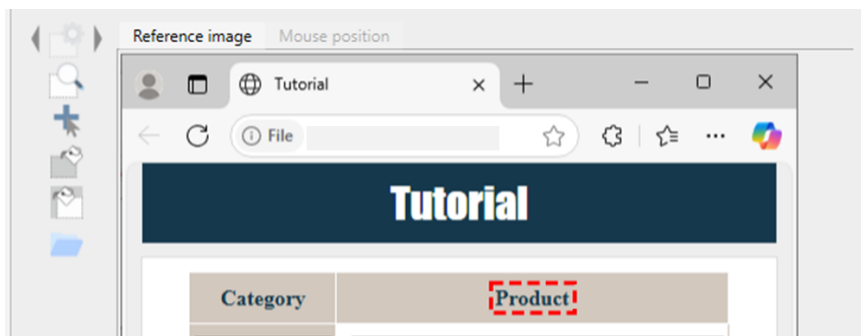 Reference image Mouse position
Tutorial
File
Tutorial
Category Product